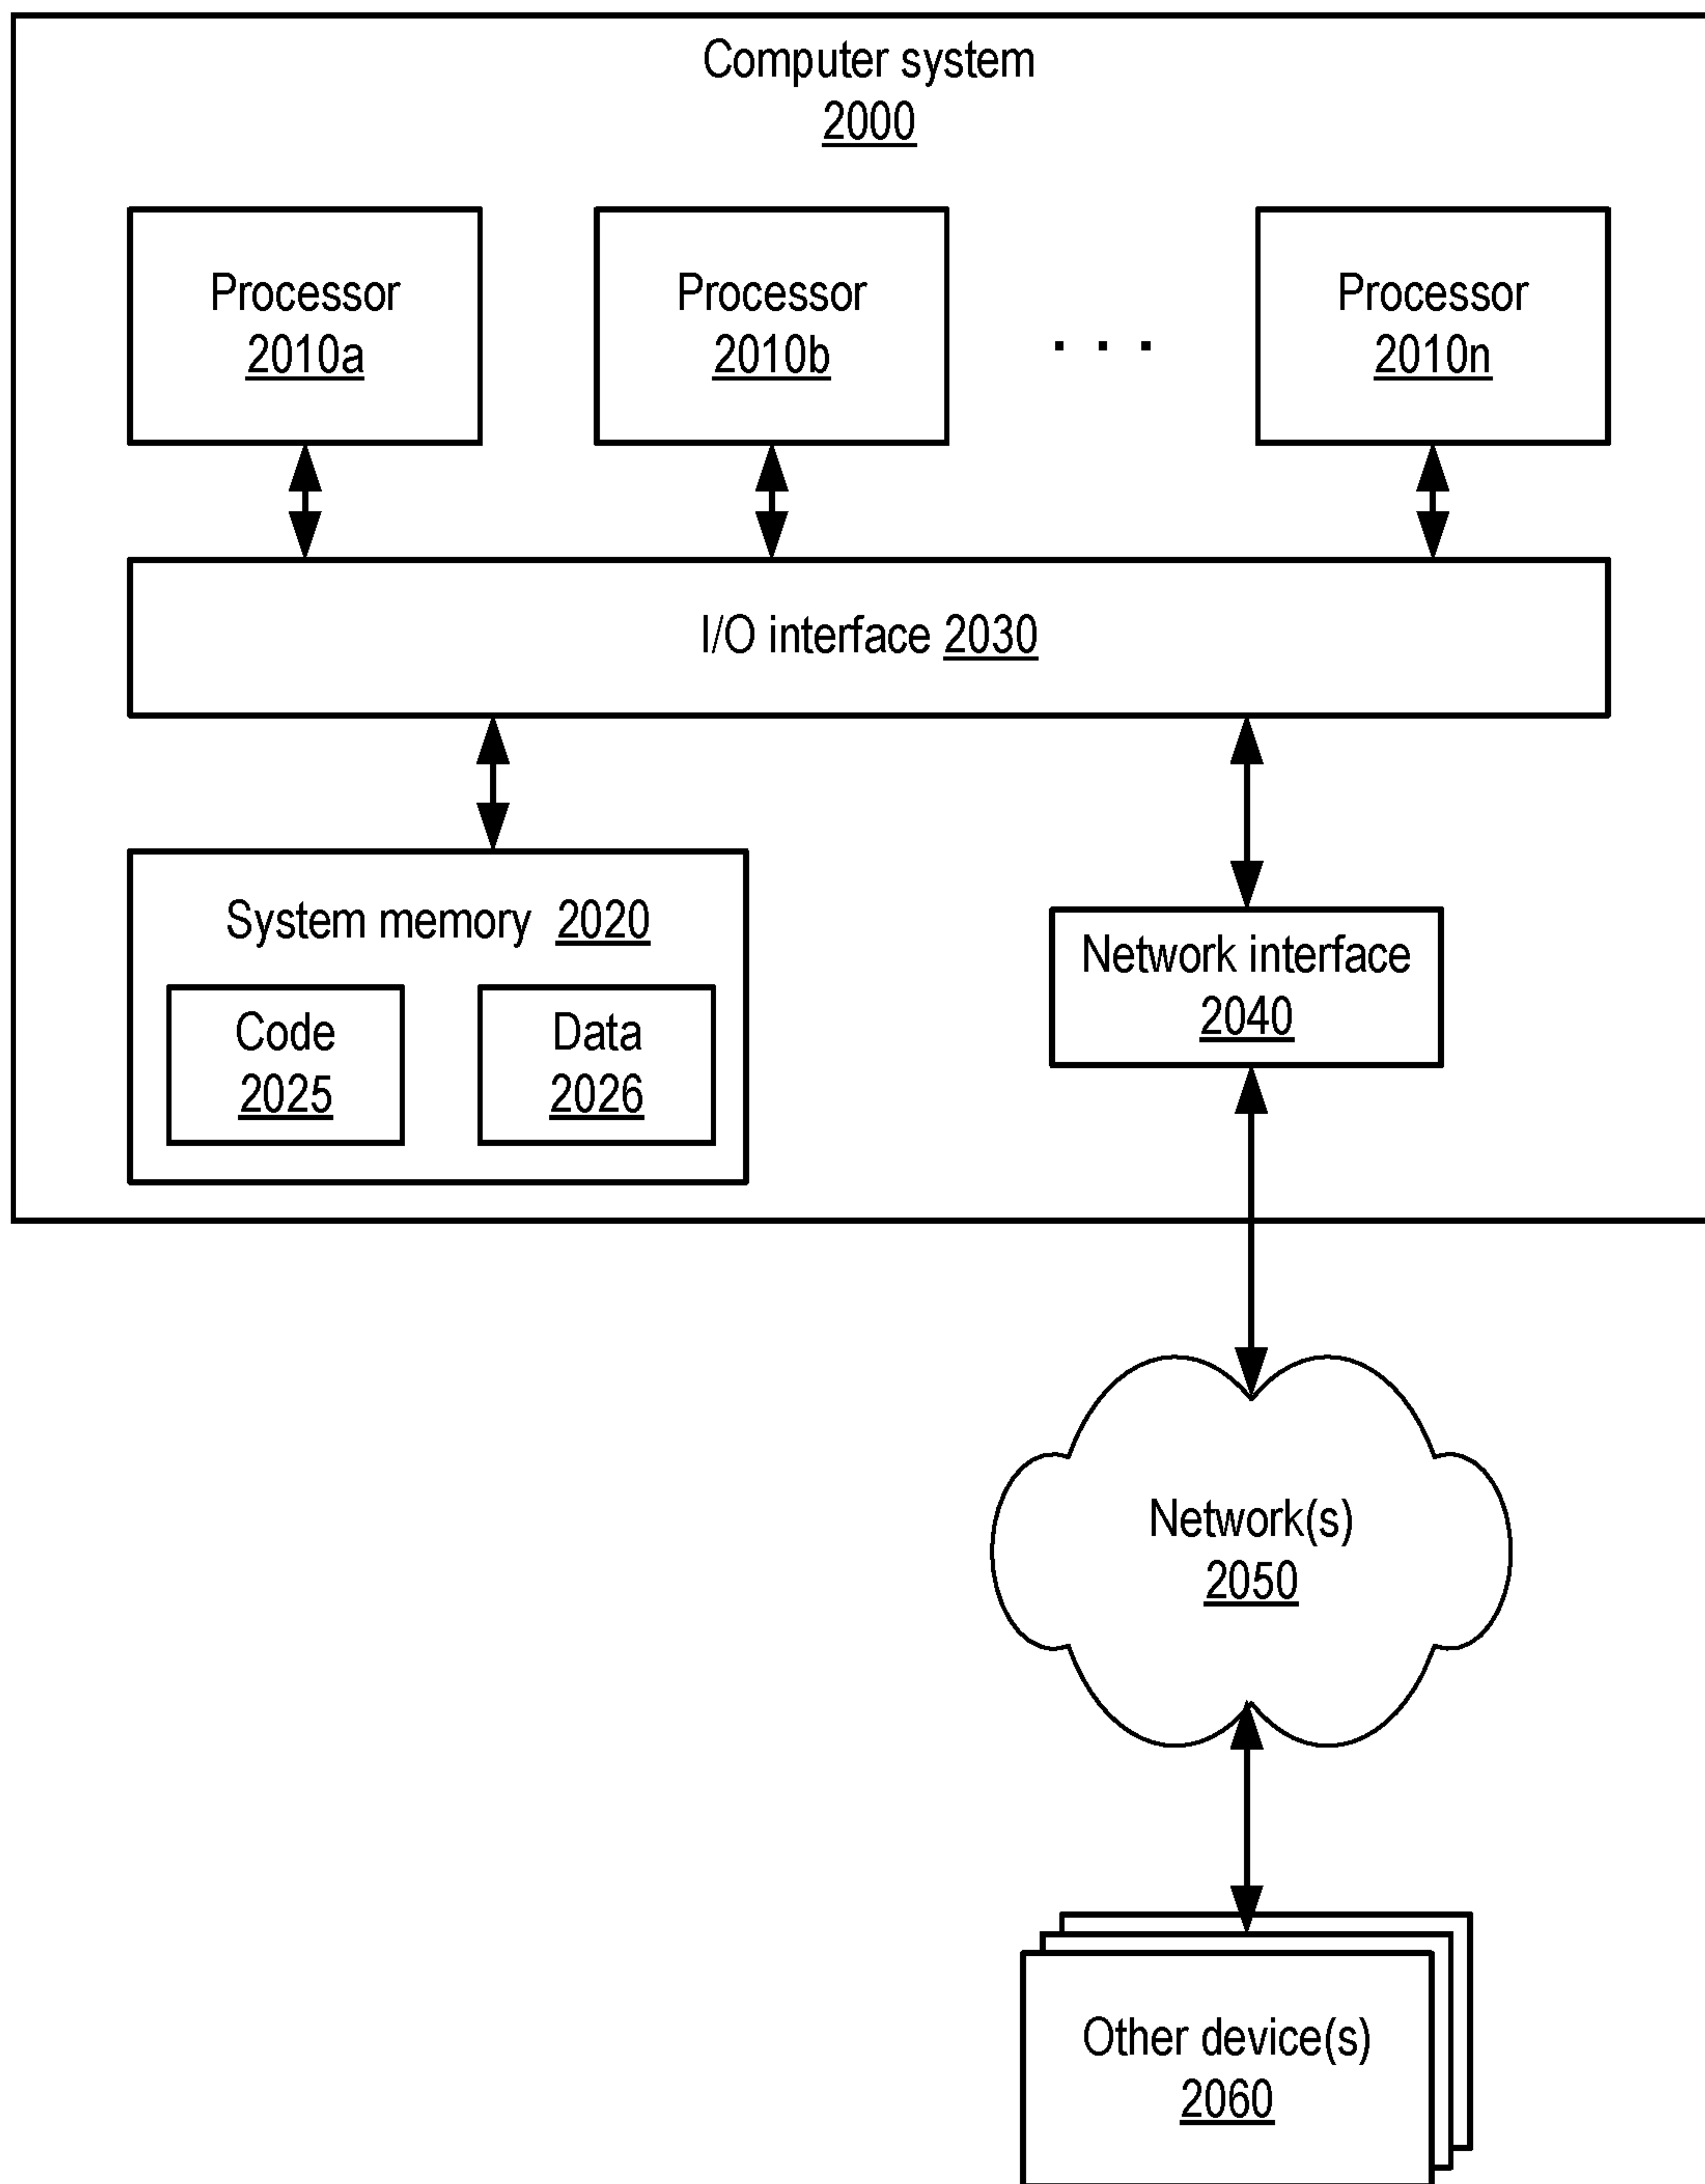 Computer system
2000
Processor
2010a
Processor
2010b
. . .
Processor
2010n
I/O interface 2030
System memory 2020
Code
2025
Data
2026
Network interface
2040
Network(s)
2050
Other device(s)
2060